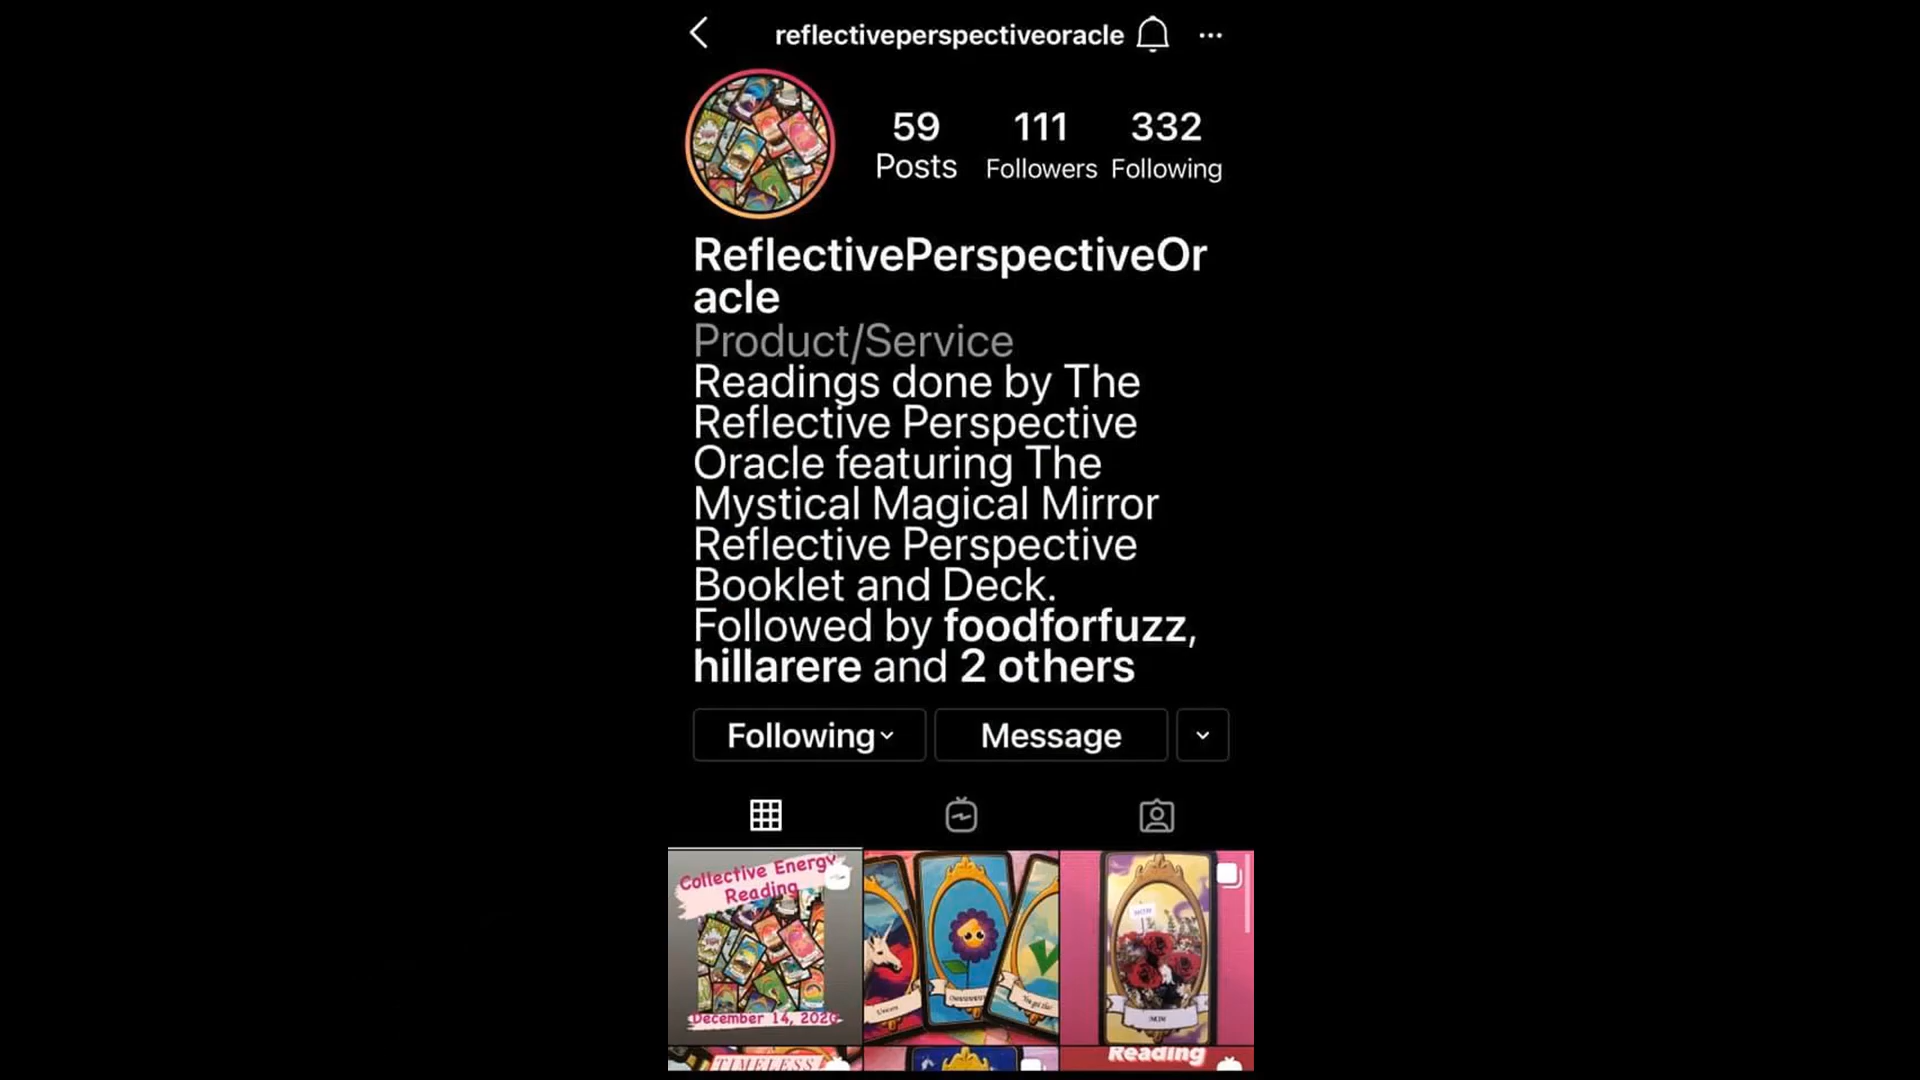 reflectiveperspectiveoracle
59
111
332
Posts
Followers
Following
ReflectivePerspectiveOr
acle
Product/Service
Readings done by The
Reflective Perspective
Oracle featuring The
Mystical Magical Mirror
Reflective Perspective
Booklet and Deck.
Followed by foodforfuzz,
hillarere and 2 others
Following
Message
Collective Energy
Reading
December 14, 2020
Unicorn
TIMELESS
Reading